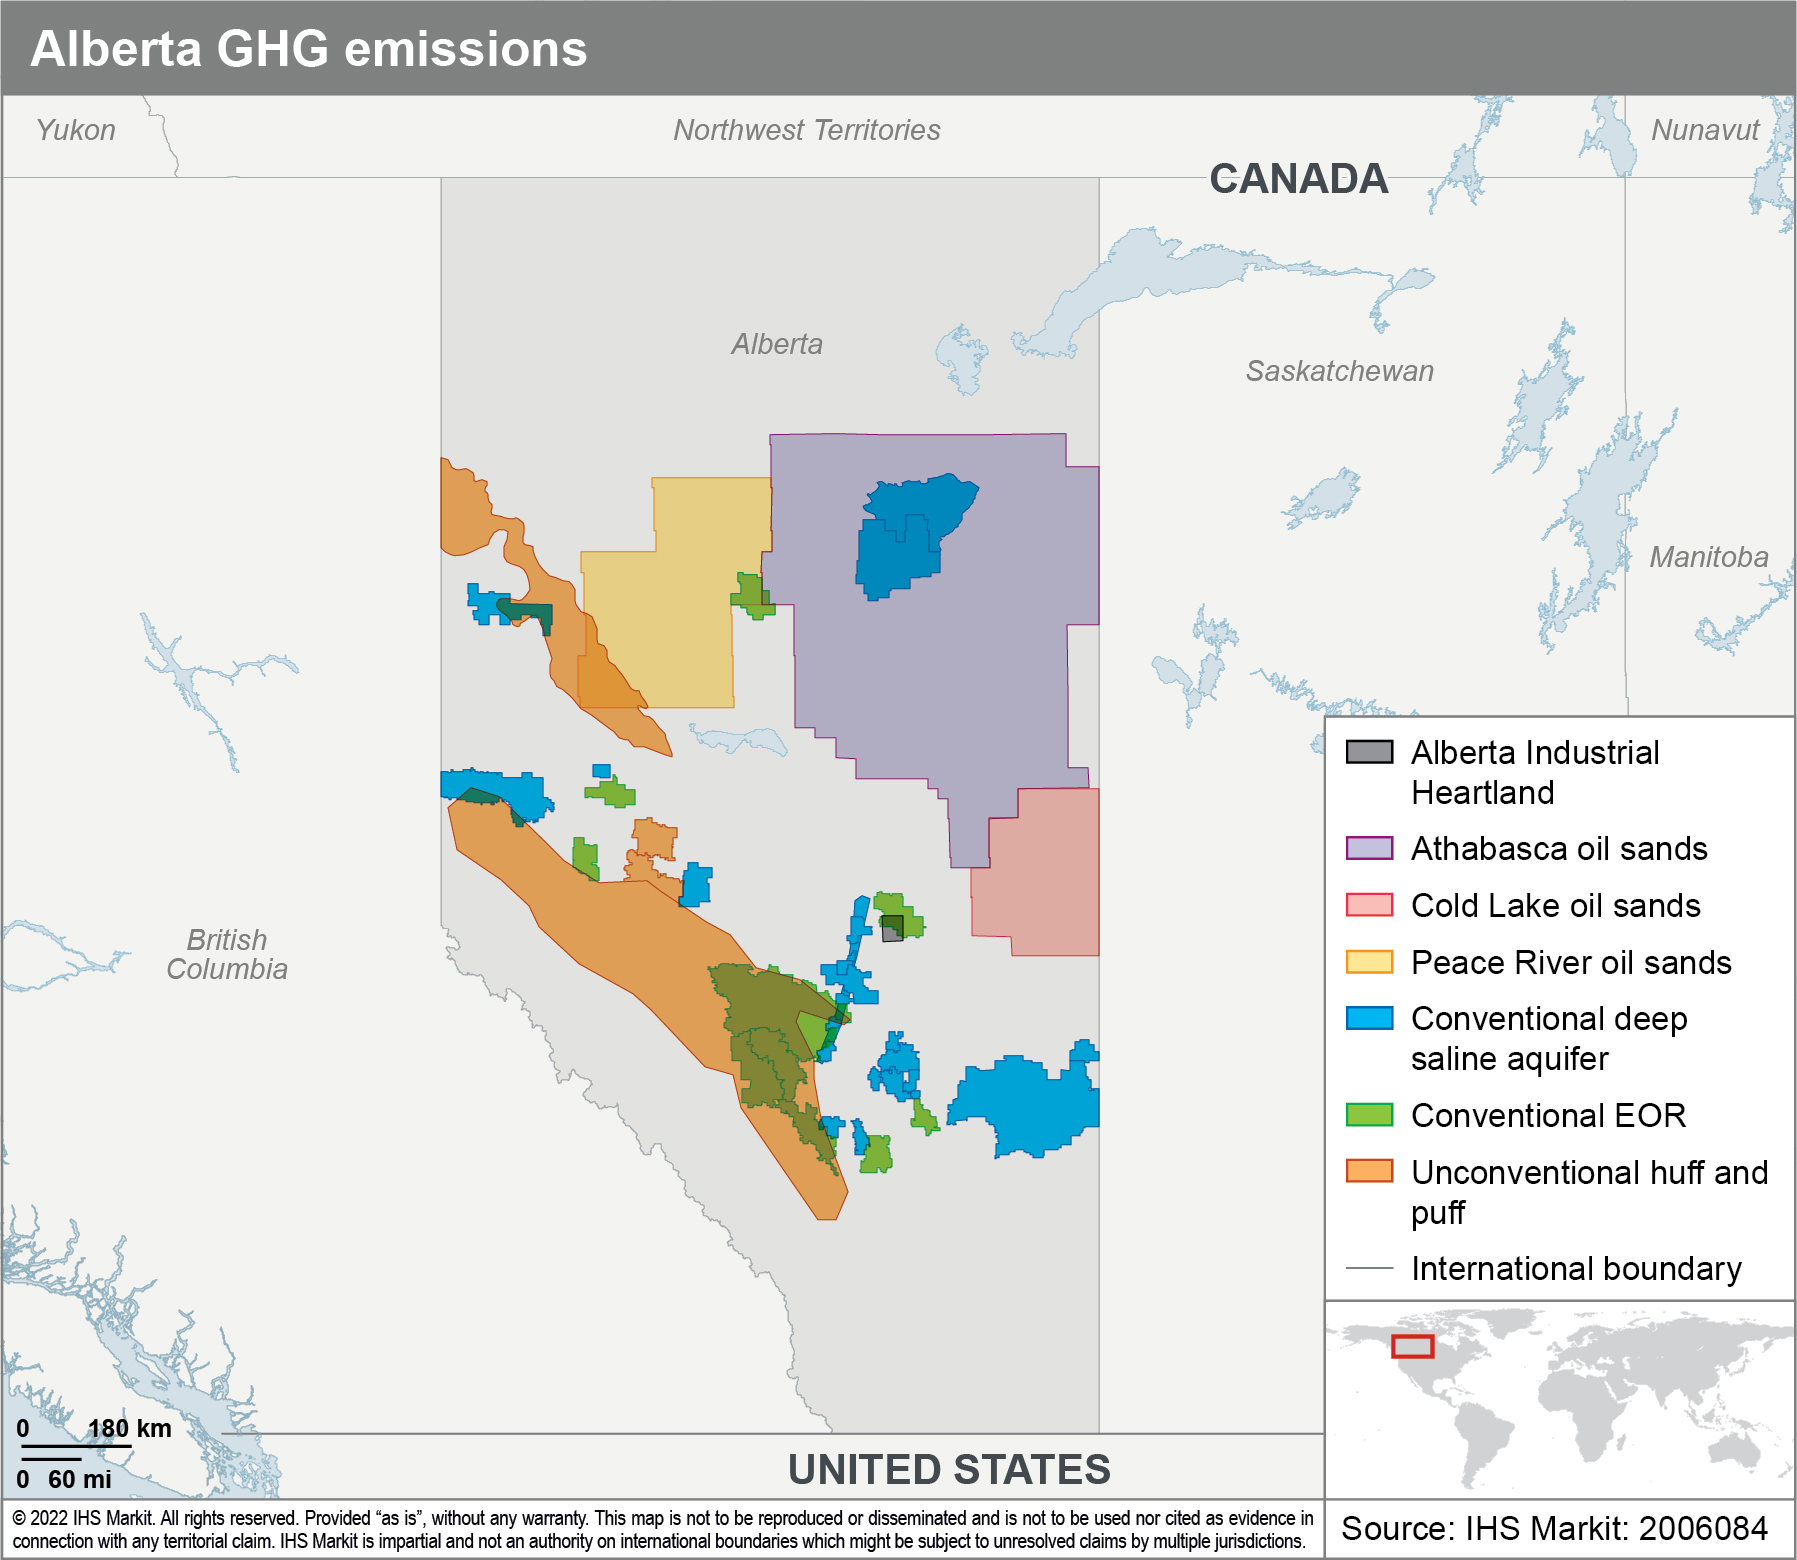 Alberta GHG emissions
Yukon
Northwest Territories
Nunavut
CANADA
Alberta
Saskatchewan
Manitoba
British
Columbia
Alberta Industrial
Heartland
Athabasca oil sands
Cold Lake oil sands
Peace River oil sands
Conventional deep
saline aquifer
Conventional EOR
Unconventional huff and
puff
International boundary
0 180 km
0 60 mi
UNITED STATES
© 2022 IHS Markit. All rights reserved. Provided “as is”, without any warranty. This map is not to be reproduced or disseminated and is not to be used nor cited as evidence in
connection with any territorial claim. IHS Markit is impartial and not an authority on international boundaries which might be subject to unresolved claims by multiple jurisdictions.
Source: IHS Markit: 2006084